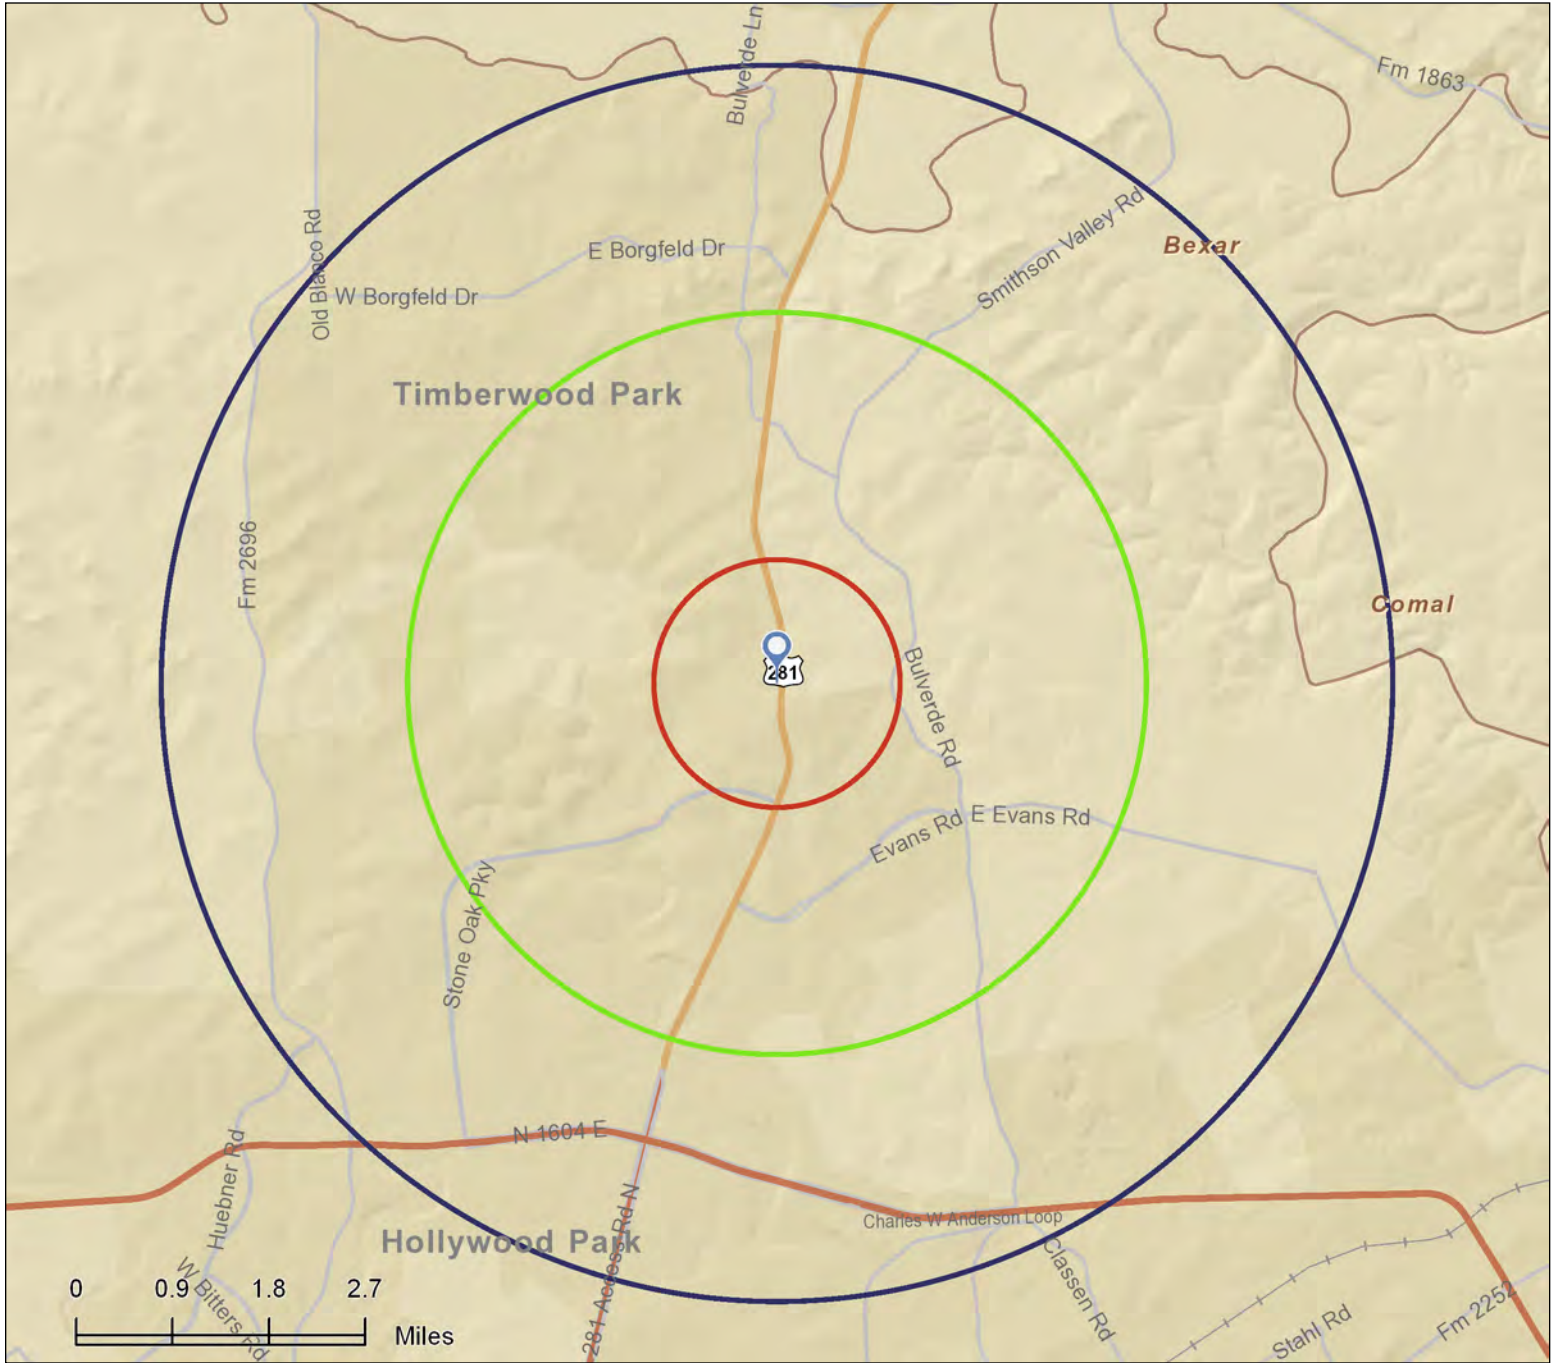 Bulverde Ln
Fm 1863
Old Blanco Rd
E Borgfeld Dr
W Borgfeld Dr
Smithson Valley Rd
Bexar
Timberwood Park
Fm 2696
Comal
281
Bulverde Rd
Evans Rd
E Evans Rd
Stone Oak Pky
N 1604 E
Huebner Rd
Hollywood Park
281 Access Rd N
Charles W Anderson Loop
Classen Rd
W Bitters Rd
Stahl Rd
Fm 2252
0 0.9 1.8 2.7
Miles